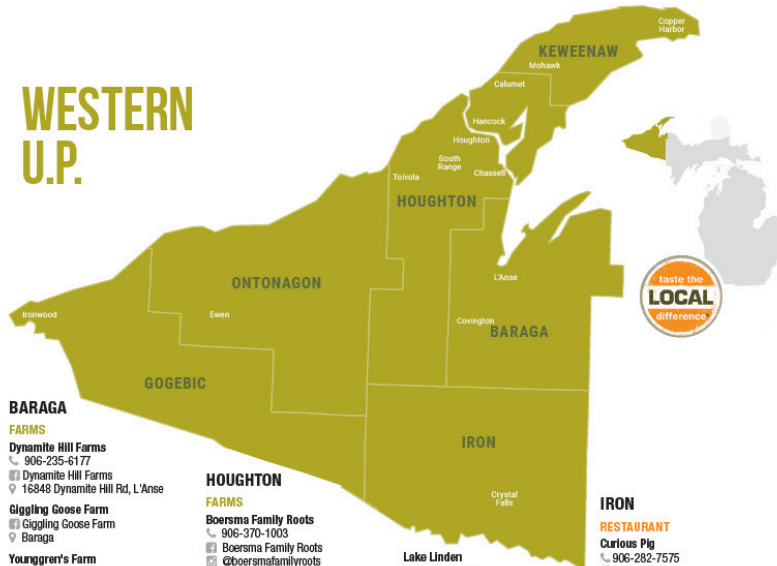 WESTERN
U.P.
Copper
Harbor
KEWEENAW
Mohawk
Calumet
Hancock
Houghton
South
Range
Toivola
Chassell
HOUGHTON
L'Anse
ONTONAGON
Ironwood
Ewen
Covington
BARAGA
GOGEBIC
IRON
Crystal
Falls
taste the
LOCAL
difference
BARAGA
FARMS
Dynamite Hill Farms
906-235-6177
Dynamite Hill Farms
16848 Dynamite Hill Rd, L'Anse
Giggling Goose Farm
Giggling Goose Farm
Baraga
Younggren's Farm
HOUGHTON
FARMS
Boersma Family Roots
906-370-1003
Boersma Family Roots
@boersmafamilyroots
Lake Linden
IRON
RESTAURANT
Curious Pig
906-282-7575